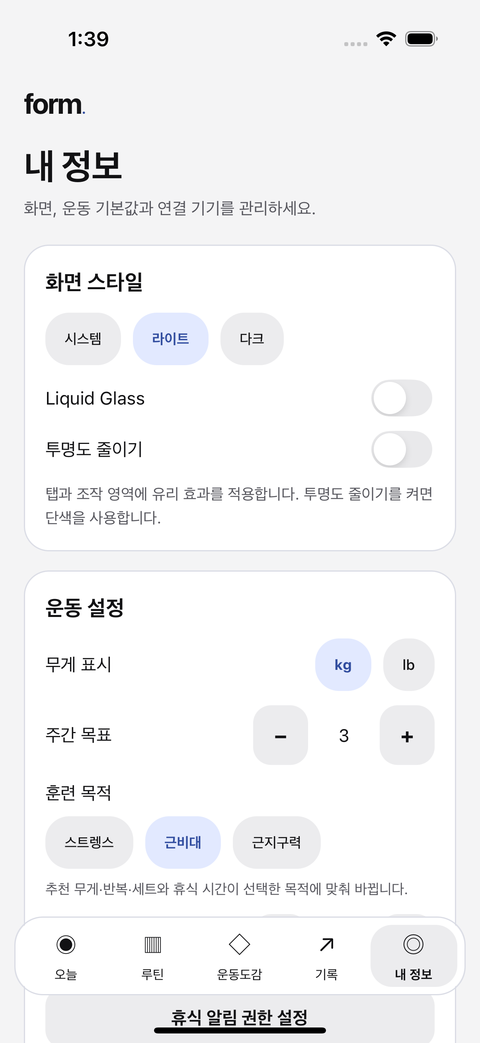 1:39
form.
내 정보
화면, 운동 기본값과 연결 기기를 관리하세요.
화면 스타일
시스템
라이트
다크
Liquid Glass
투명도 줄이기
탭과 조작 영역에 유리 효과를 적용합니다. 투명도 줄이기를 켜면
단색을 사용합니다.
운동 설정
무게 표시
kg
lb
주간 목표
−
3
+
훈련 목적
스트렝스
근비대
근지구력
추천 무게·반복·세트와 휴식 시간이 선택한 목적에 맞춰 바뀝니다.
오늘
루틴
운동도감
기록
내 정보
휴식 알림 권한 설정